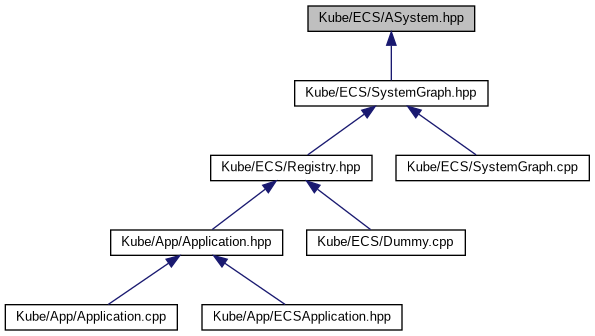 Kube/ECS/ASystem.hpp
Kube/ECS/SystemGraph.hpp
Kube/ECS/Registry.hpp
Kube/ECS/SystemGraph.cpp
Kube/App/Application.hpp
Kube/ECS/Dummy.cpp
Kube/App/Application.cpp
Kube/App/ECSApplication.hpp